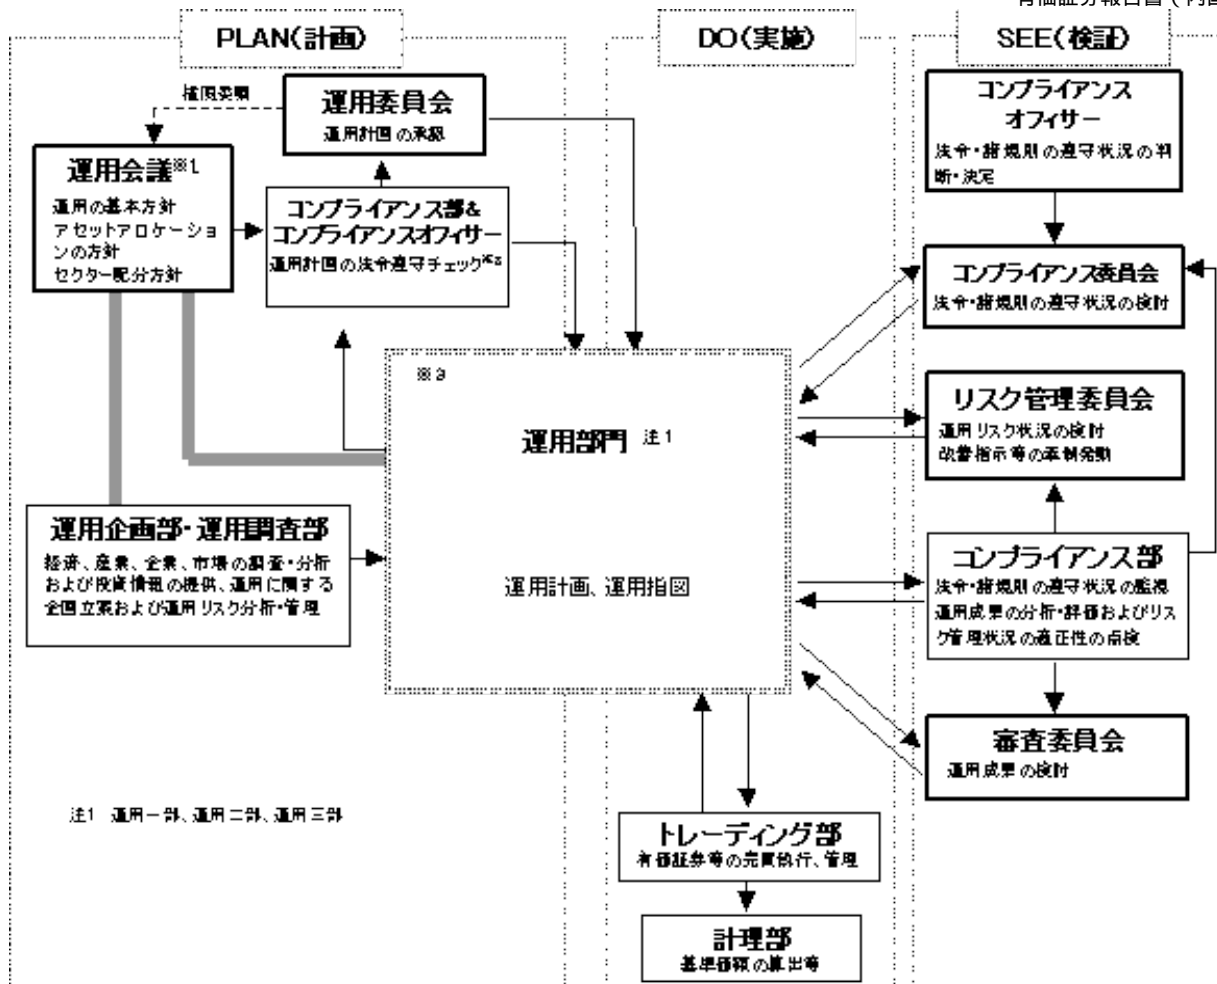 有価証券報告書(内国
PLAN(計画)
DO(実施)
SEE(検証)
権限委譲
運用委員会
運用計画の承認
運用会議※1
運用の基本方針
アセットアロケーショ
ンの方針
セクター配分方針
コンプライアンス部&
コンプライアンスオフィサー
運用計画の法令遵守チェック※2
※3
運用部門 注1
運用計画、運用指図
運用企画部・運用調査部
経済、産業、企業、市場の調査・分析
および投資情報の提供、運用に関する
企画立案および運用リスク分析・管理
注1 運用一部、運用二部、運用三部
トレーディング部
有価証券等の売買執行、管理
計理部
基準価額の算出等
コンプライアンス
オフィサー
法令・諸規則の遵守状況の判
断・決定
コンプライアンス委員会
法令・諸規則の遵守状況の検討
リスク管理委員会
運用リスク状況の検討
改善指示等の牽制発動
コンプライアンス部
法令・諸規則の遵守状況の監視
運用成果の分析・評価およびリス
ク管理状況の適正性の点検
審査委員会
運用成果の検討